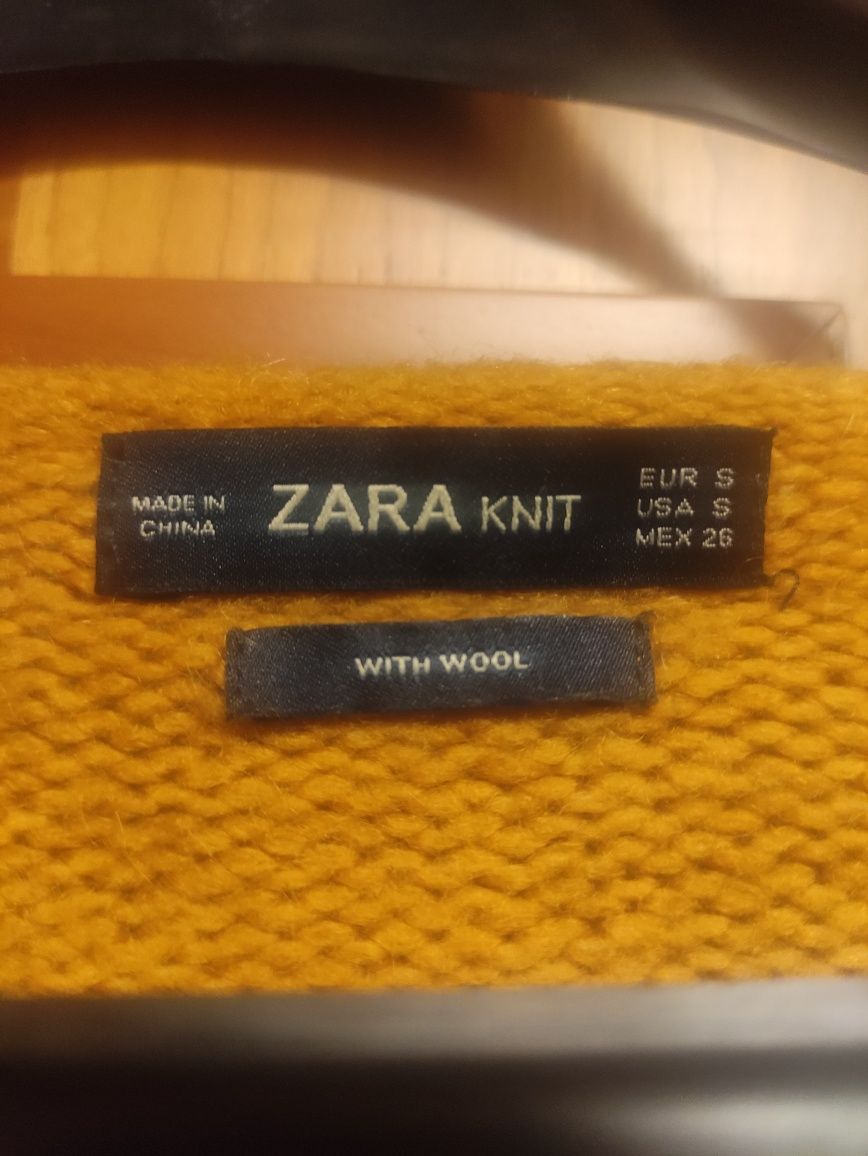 MADE IN
CHINA
ZARA KNIT
EUR S
USA S
MEX 26
WITH WOOL